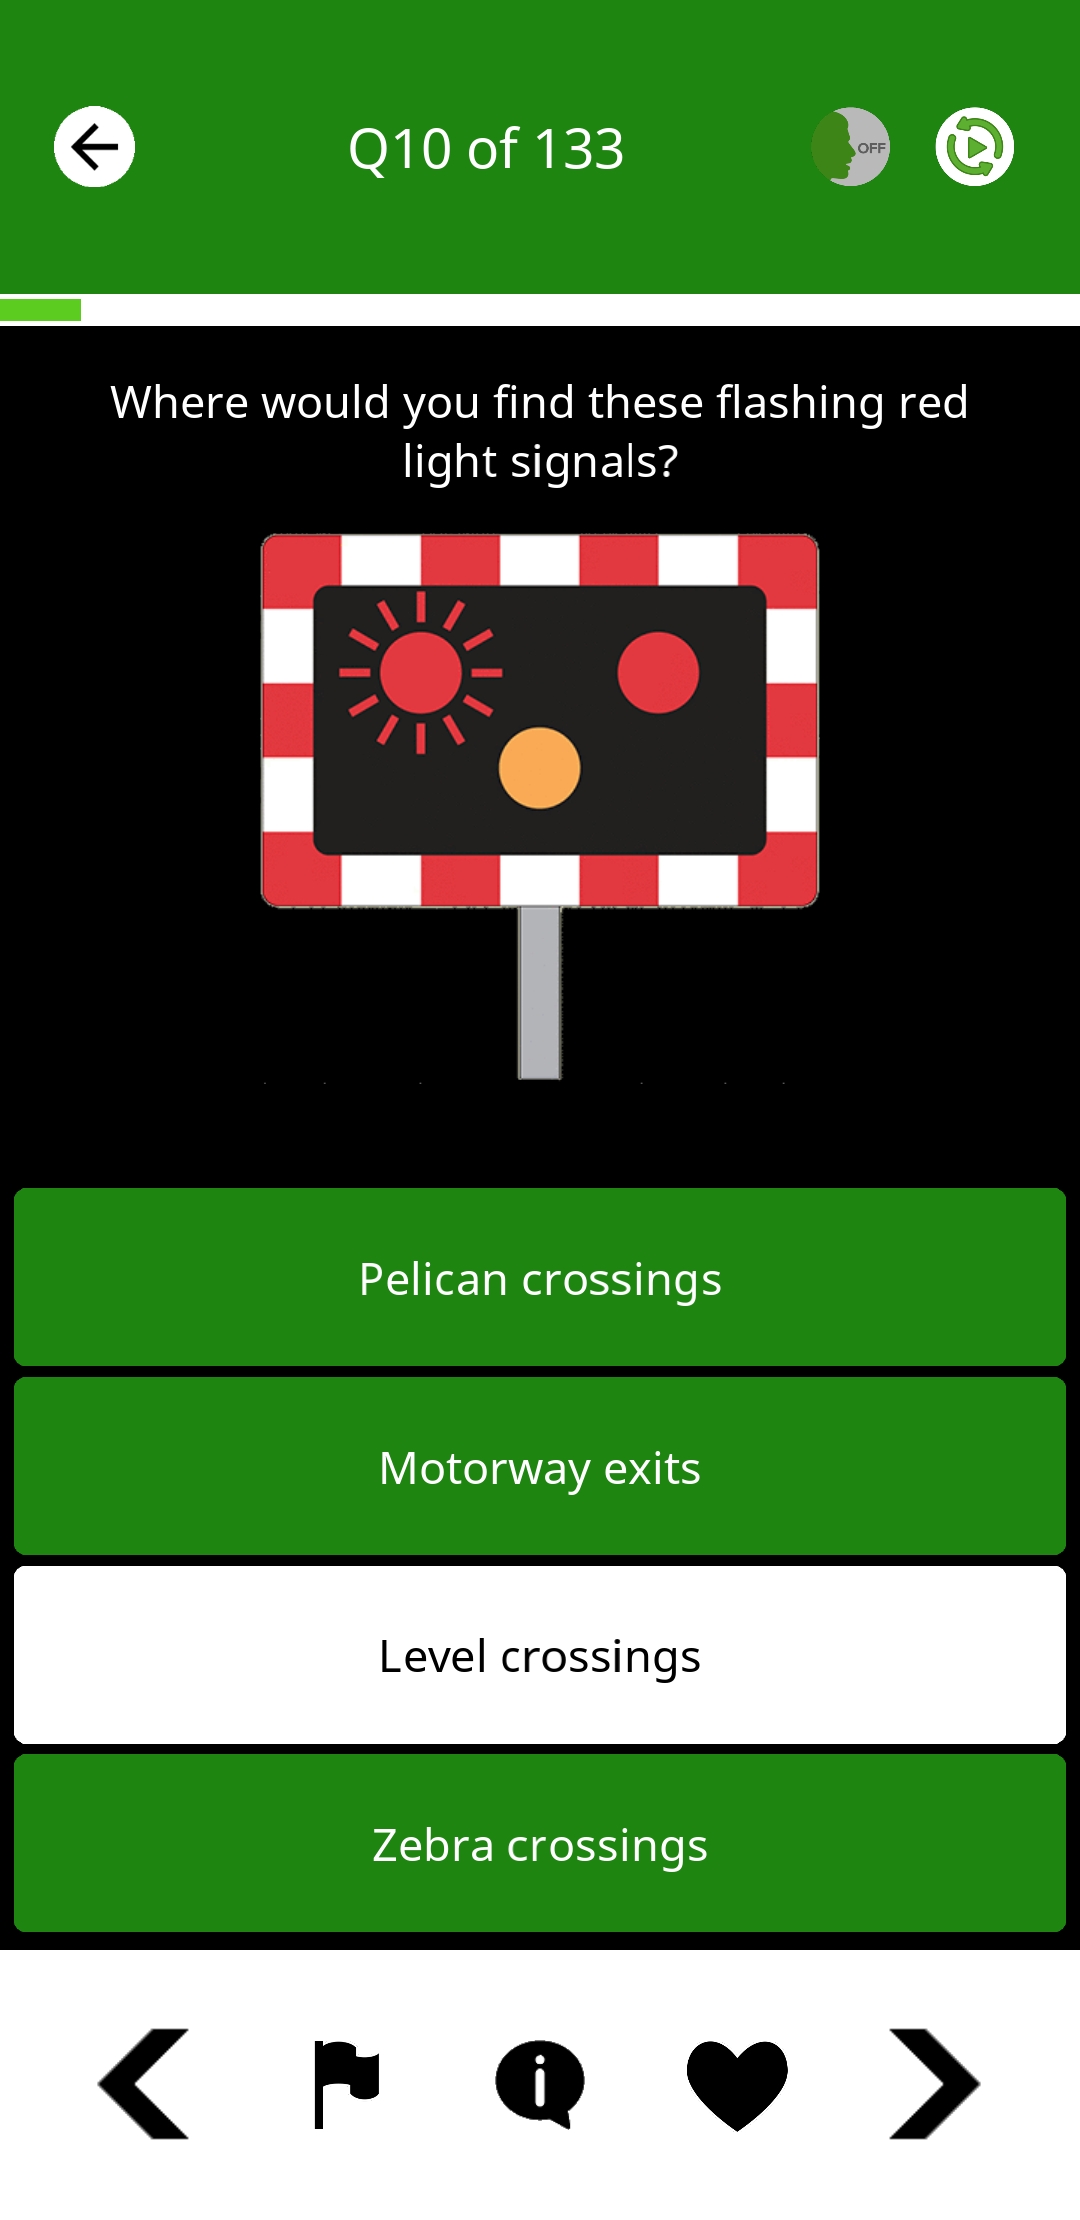 Q10 of 133
OFF
Where would you find these flashing red
light signals?
Pelican crossings
Motorway exits
Level crossings
Zebra crossings